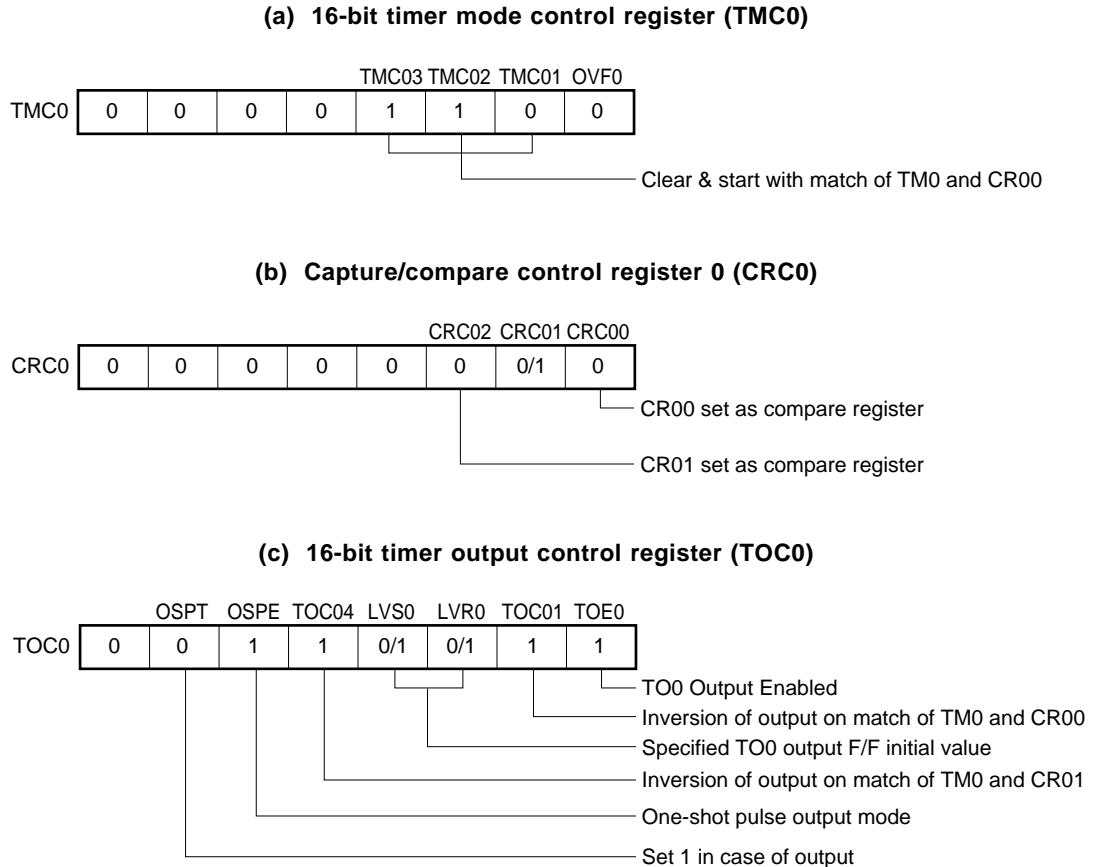 (a) 16-bit timer mode control register (TMC0)
TMC03 TMC02 TMC01 OVF0
TMC0 0 0 0 0 1 1 0 0
Clear & start with match of TM0 and CR00
(b) Capture/compare control register 0 (CRC0)
CRC02 CRC01 CRC00
CRC0 0 0 0 0 0 0 0/1 0
CR00 set as compare register
CR01 set as compare register
(c) 16-bit timer output control register (TOC0)
OSPT OSPE TOC04 LVS0 LVR0 TOC01 TOE0
TOC0 0 0 1 1 0/1 0/1 1 1
TO0 Output Enabled
Inversion of output on match of TM0 and CR00
Specified TO0 output F/F initial value
Inversion of output on match of TM0 and CR01
One-shot pulse output mode
Set 1 in case of output